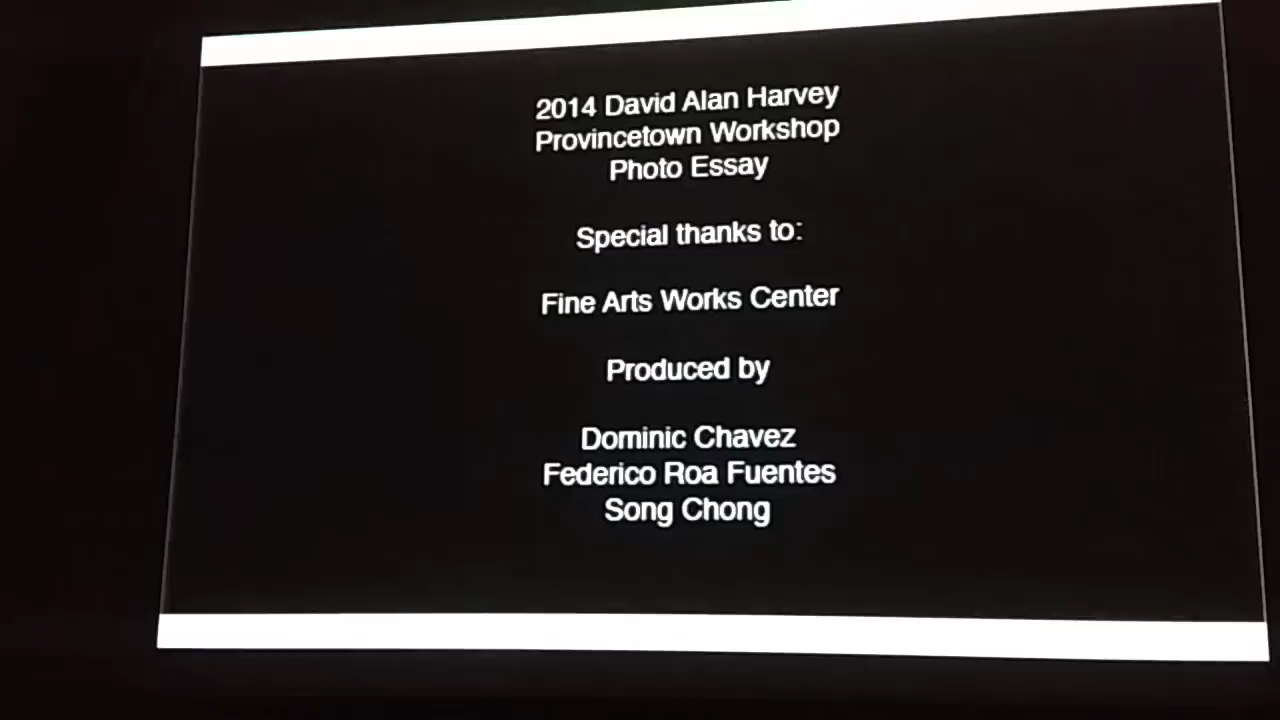 2014 David Alan Harvey
Provincetown Workshop
Photo Essay
Special thanks to:
Fine Arts Works Center
Produced by
Dominic Chavez
Federico Roa Fuentes
Song Chong